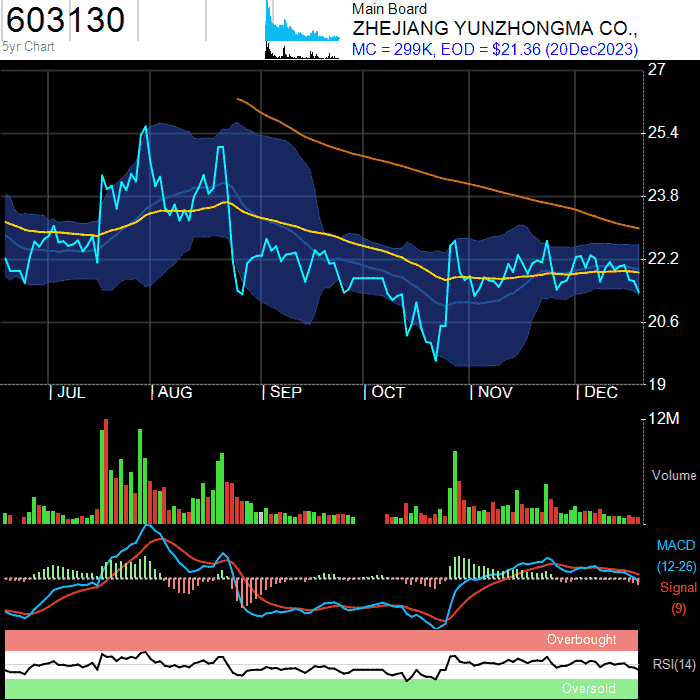 603130
5yr Chart
Main Board
ZHEJIANG YUNZHONGMA CO.,
MC = 299K, EOD = $21.36 (20Dec2023)
27
25.4
23.8
22.2
20.6
19
| JUL | AUG | SEP | OCT | NOV | DEC
12M
Volume
MACD
(12-26)
Signal
(9)
Overbought
RSI(14)
Oversold